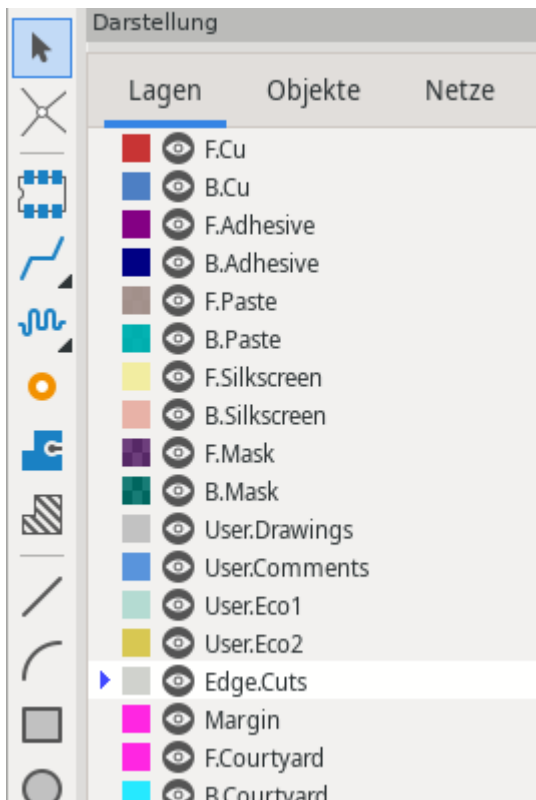 Darstellung
Lagen Objekte Netze
F.Cu
B.Cu
F.Adhesive
B.Adhesive
F.Paste
B.Paste
F.Silkscreen
B.Silkscreen
F.Mask
B.Mask
User.Drawings
User.Comments
User.Eco1
User.Eco2
Edge.Cuts
Margin
F.Courtyard
B.Courtyard